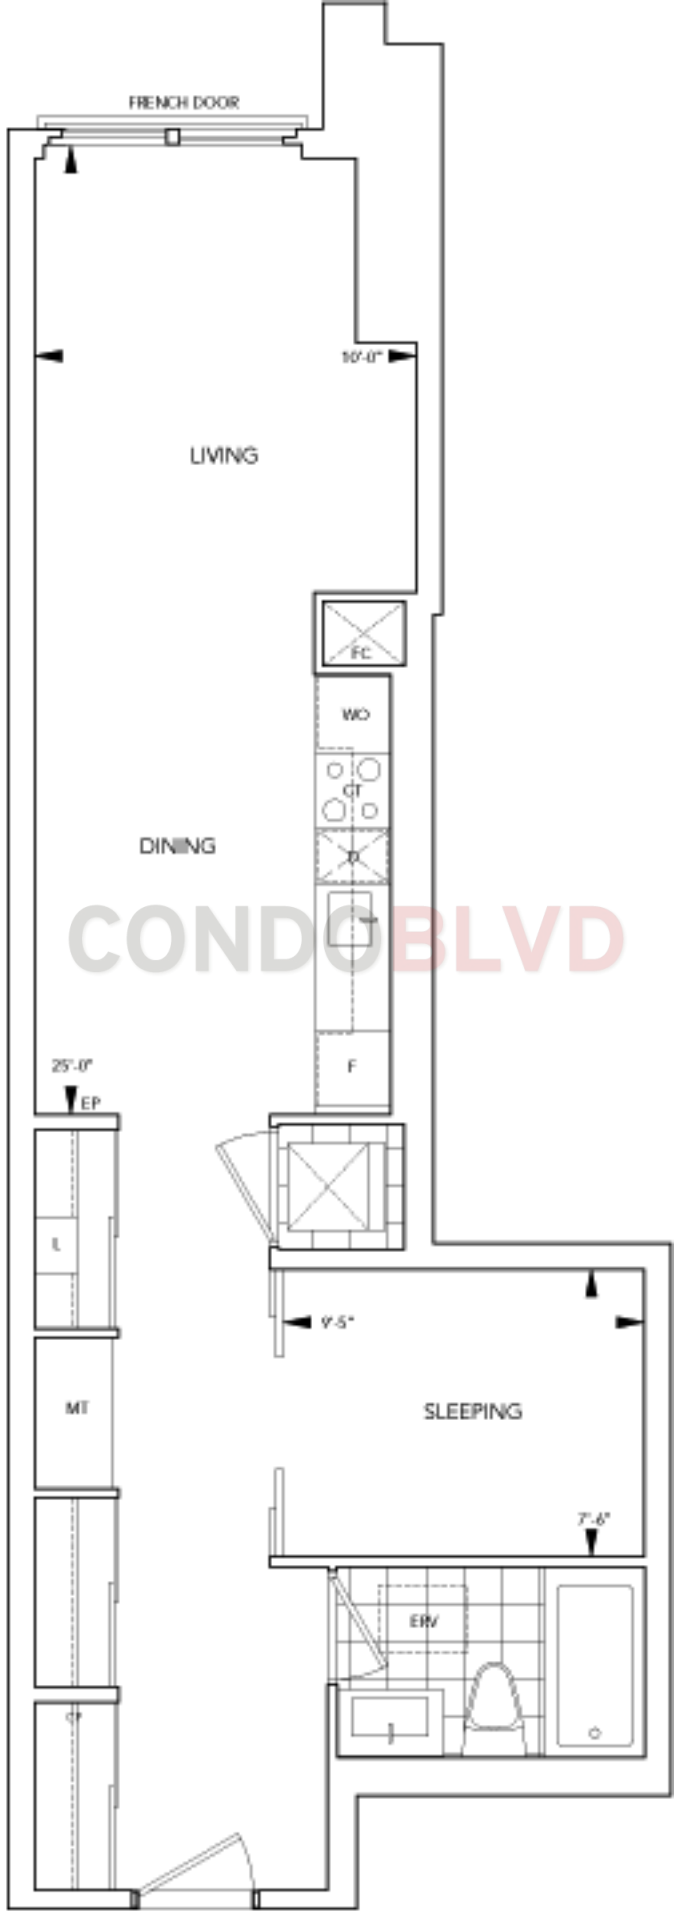 FRENCH DOOR
10'-0"
LIVING
FC
WO
CT
DINING
D
CONDOBLVD
25'-0"
F
EP
L
9'-5"
MT
SLEEPING
7'-6"
ERV